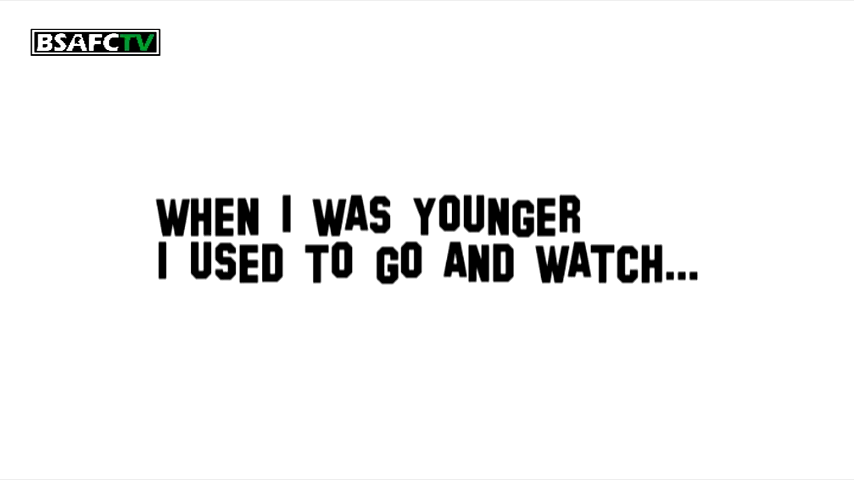 BSAFCTV
WHEN I WAS YOUNGER
I USED TO GO AND WATCH...